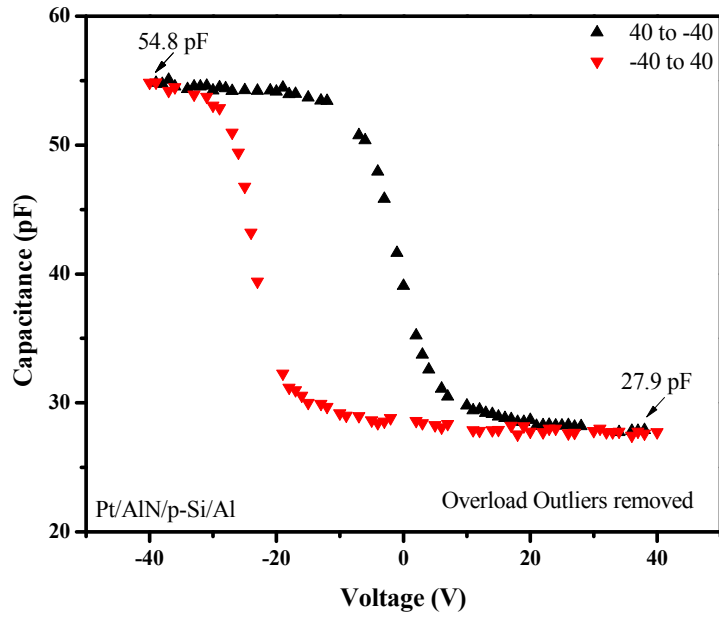 60
54.8 pF
40 to -40
-40 to 40
50
Capacitance (pF)
40
27.9 pF
30
Pt/AlN/p-Si/Al
Overload Outliers removed
20
-40
-20
0
20
40
Voltage (V)